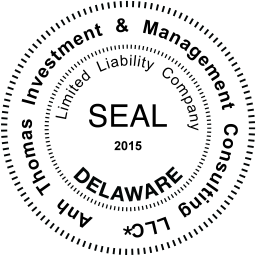 Anh Thomas Investment & Management Consulting LLC*
Limited Liability Company
SEAL
2015
DELAWARE